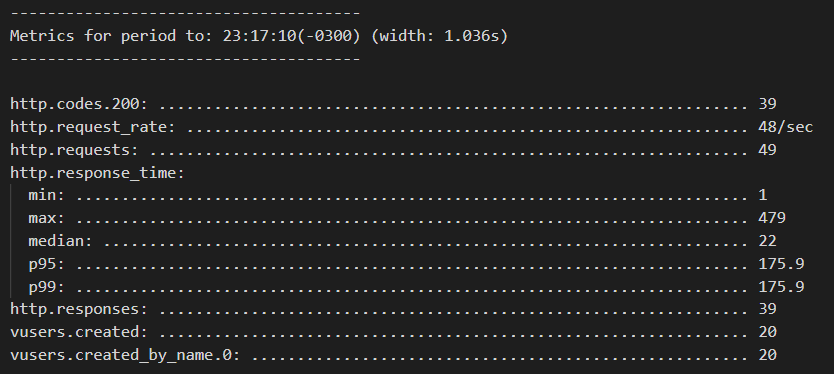 --------------------------------------
Metrics for period to: 23:17:10(-0300) (width: 1.036s)
--------------------------------------
http.codes.200: ................................................................ 39
http.request_rate: ............................................................. 48/sec
http.requests: ................................................................. 49
http.response_time:
min: ......................................................................... 1
max: ......................................................................... 479
median: ...................................................................... 22
p95: ......................................................................... 175.9
p99: ......................................................................... 175.9
http.responses: ................................................................ 39
vusers.created: ................................................................ 20
vusers.created_by_name.0: ...................................................... 20